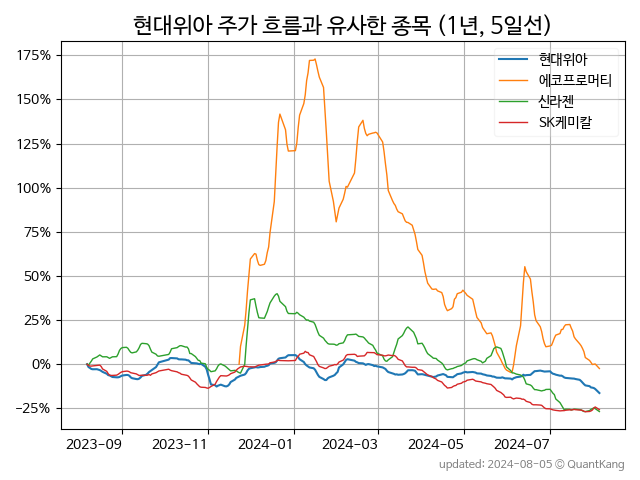 현대위아 주가 흐름과 유사한 종목 (1년, 5일선)
175%
150%
125%
100%
75%
50%
25%
0%
−25%
현대위아
에코프로머티
신라젠
SK케미칼
2023-09
2023-11
2024-01
2024-03
2024-05
2024-07
updated: 2024-08-05 © QuantKang